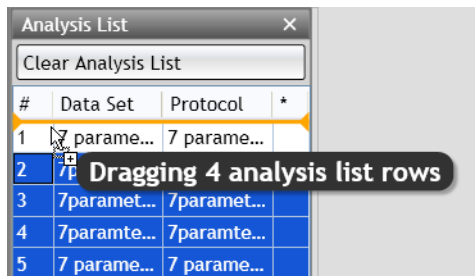 Analysis List ×
Clear Analysis List
# Data Set Protocol *
1 7 parame... 7 parame...
2 7p
Dragging 4 analysis list rows
3 7paramet... 7paramet...
4 7paramte... 7paramte...
5 7 parame... 7 parame...